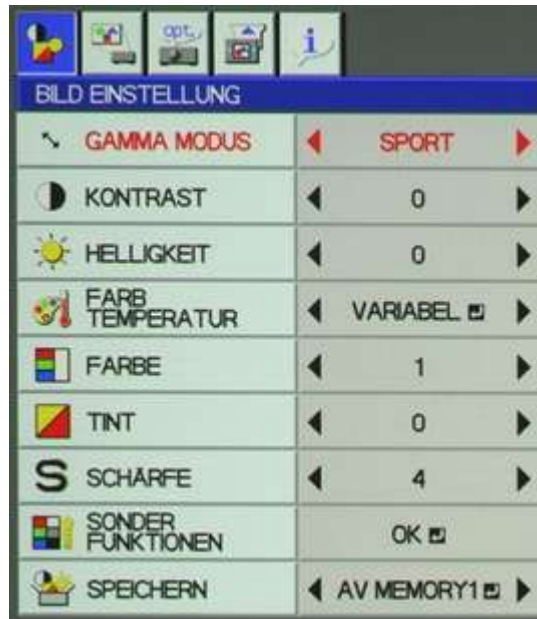 opt.
i
BILD EINSTELLUNG
GAMMA MODUS SPORT
KONTRAST 0
HELLIGKEIT 0
FARB
TEMPERATUR VARIABEL
FARBE 1
TINT 0
S SCHÄRFE 4
SONDER
FUNKTIONEN OK
SPEICHERN AV MEMORY1